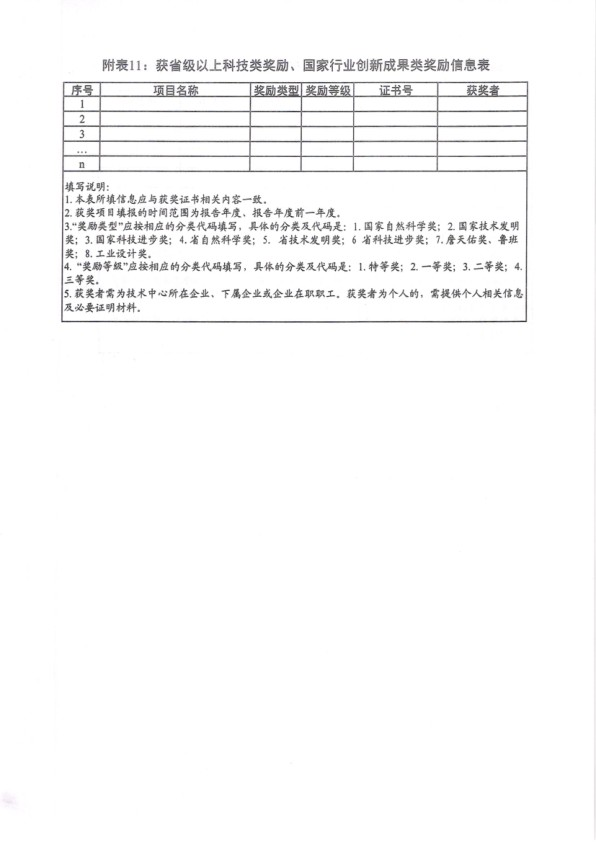 附表11：获省级以上科技类奖励、国家行业创新成果类奖励信息表
序号 项目名称 奖励类型 奖励等级 证书号 获奖者
1
2
3
…
n
填写说明：
1. 本表所填信息应与获奖证书相关内容一致。
2. 获奖项目填报的时间范围为报告年度、报告年度前一年度。
3.“奖励类型”应按相应的分类代码填写，具体的分类及代码是：1. 国家自然科学奖；2. 国家技术发明
奖；3. 国家科技进步奖；4. 省自然科学奖；5. 省技术发明奖；6 省科技进步奖；7. 詹天佑奖、鲁班
奖；8. 工业设计奖。
4. “奖励等级”应按相应的分类代码填写，具体的分类及代码是：1. 特等奖；2. 一等奖；3. 二等奖；4.
三等奖。
5. 获奖者需为技术中心所在企业、下属企业或企业在职职工。获奖者为个人的，需提供个人相关信息
及必要证明材料。